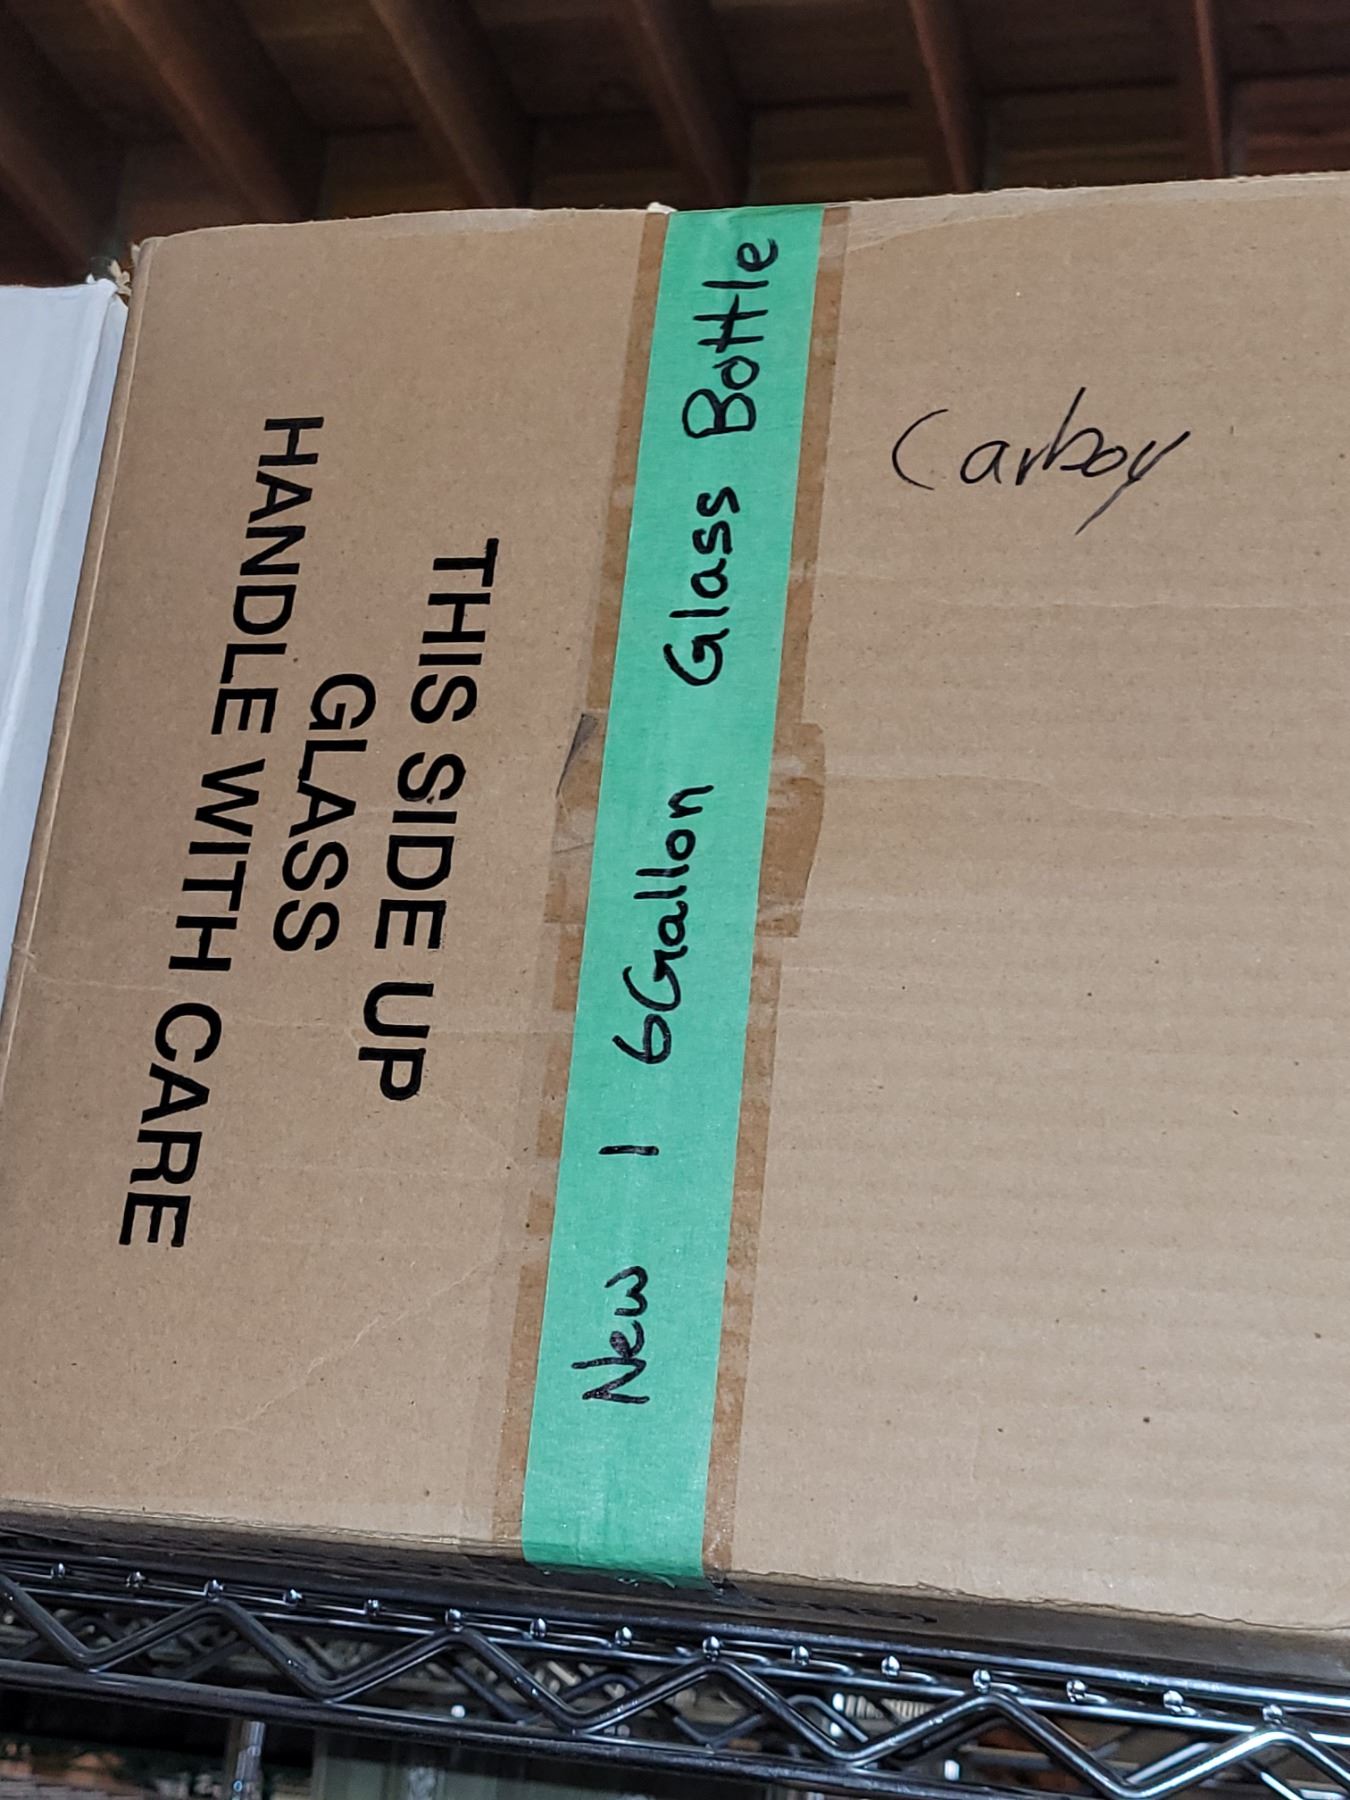 THIS SIDE UP
GLASS
HANDLE WITH CARE
New 1 6Gallon Glass Bottle
Carboy